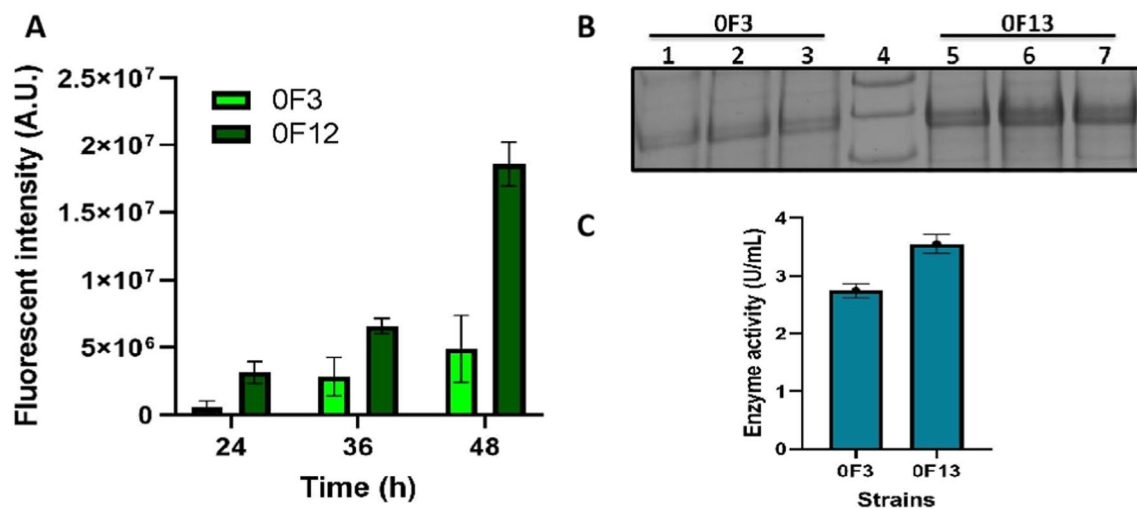 A
Fluorescent intensity (A.U.)
2.5×10⁷
2×10⁷
1.5×10⁷
1×10⁷
5×10⁶
0
0F3
0F12
24 36 48
Time (h)
B
0F3 0F13
1 2 3 4 5 6 7
C
Enzyme activity (U/mL)
4
3
2
1
0
0F3 0F13
Strains